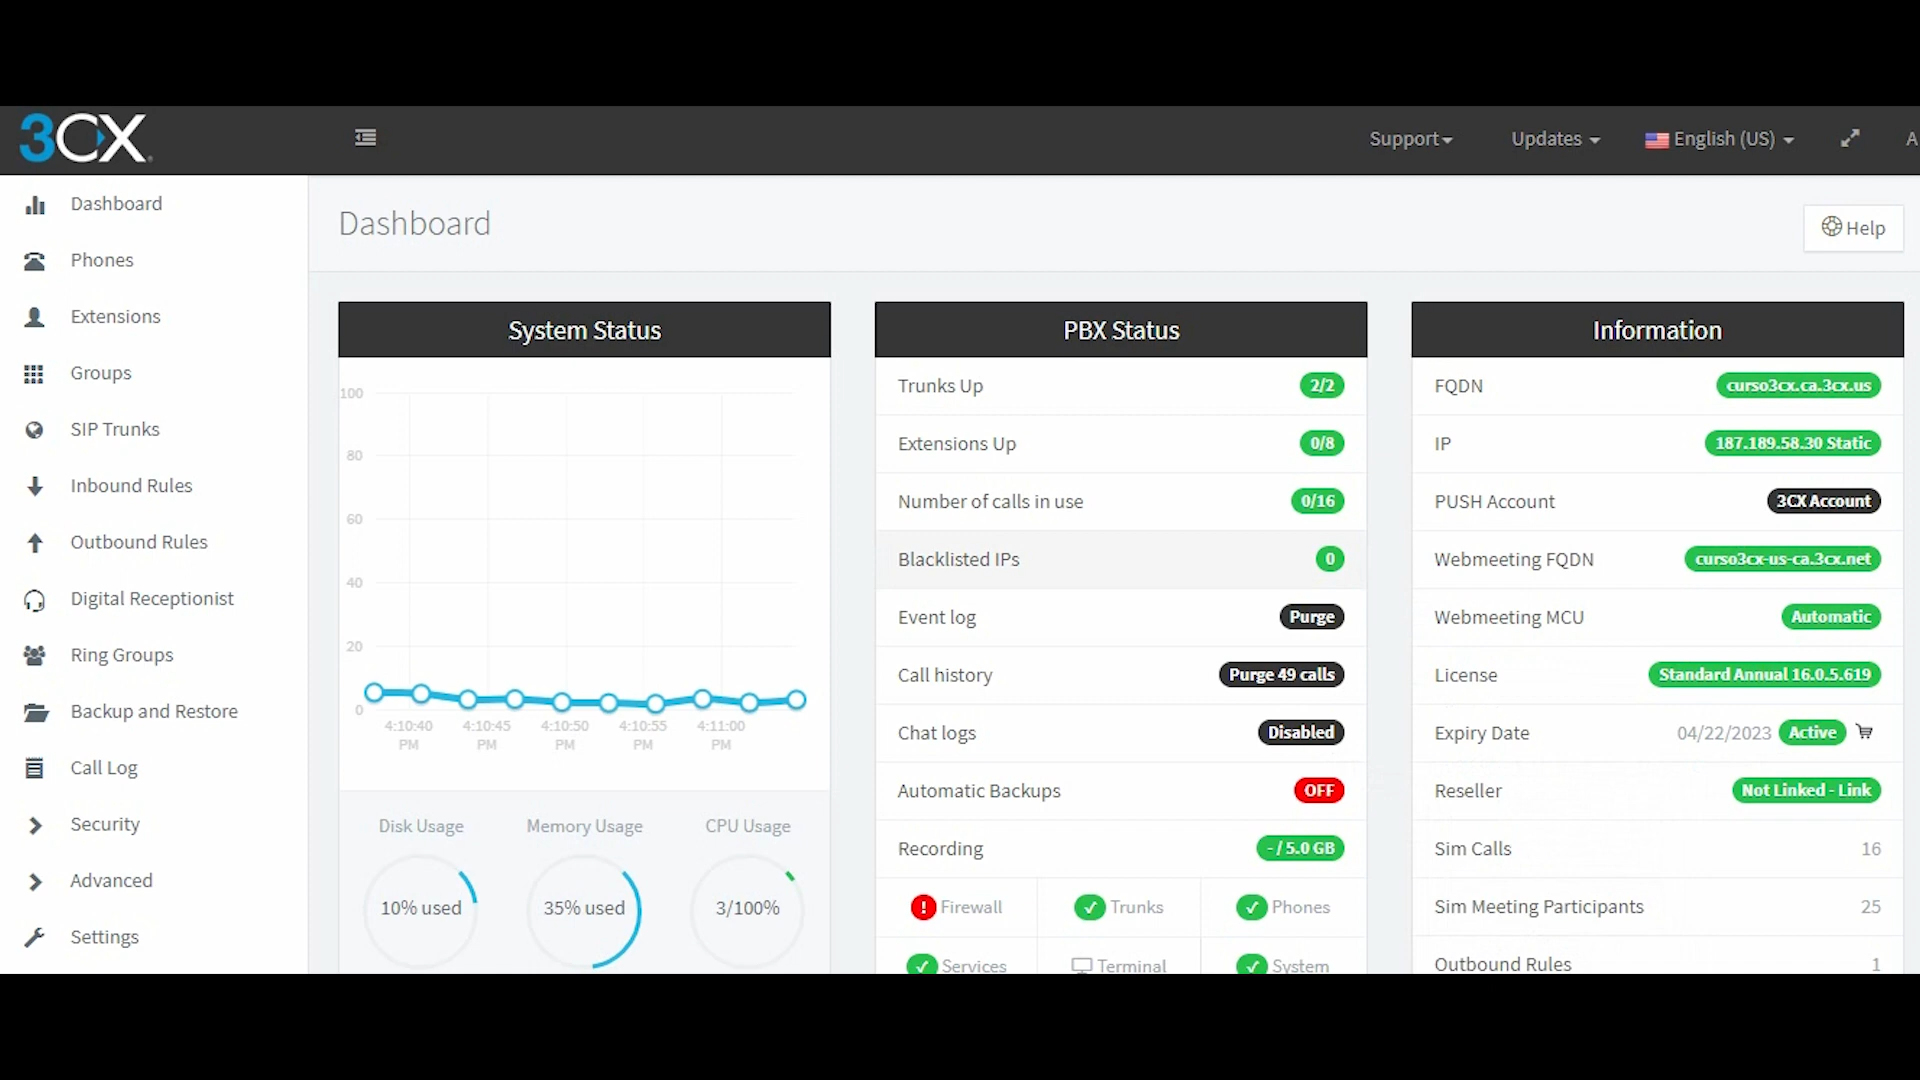 3CX
Support
Updates
English (US)
A
Dashboard
Phones
Extensions
Groups
SIP Trunks
Inbound Rules
Outbound Rules
Digital Receptionist
Ring Groups
Backup and Restore
Call Log
Security
Advanced
Settings
Dashboard
Help
System Status
100
80
60
40
20
0
4:10:40 PM
4:10:45 PM
4:10:50 PM
4:10:55 PM
4:11:00 PM
Disk Usage
Memory Usage
CPU Usage
10% used
35% used
3/100%
PBX Status
Trunks Up 2/2
Extensions Up 0/8
Number of calls in use 0/16
Blacklisted IPs 0
Event log Purge
Call history Purge 49 calls
Chat logs Disabled
Automatic Backups OFF
Recording - / 5.0 GB
Firewall Trunks Phones
Services Terminal System
Information
FQDN curso3cx.ca.3cx.us
IP 187.189.58.30 Static
PUSH Account 3CX Account
Webmeeting FQDN curso3cx-us-ca.3cx.net
Webmeeting MCU Automatic
License Standard Annual 16.0.5.619
Expiry Date 04/22/2023 Active
Reseller Not Linked - Link
Sim Calls 16
Sim Meeting Participants 25
Outbound Rules 1